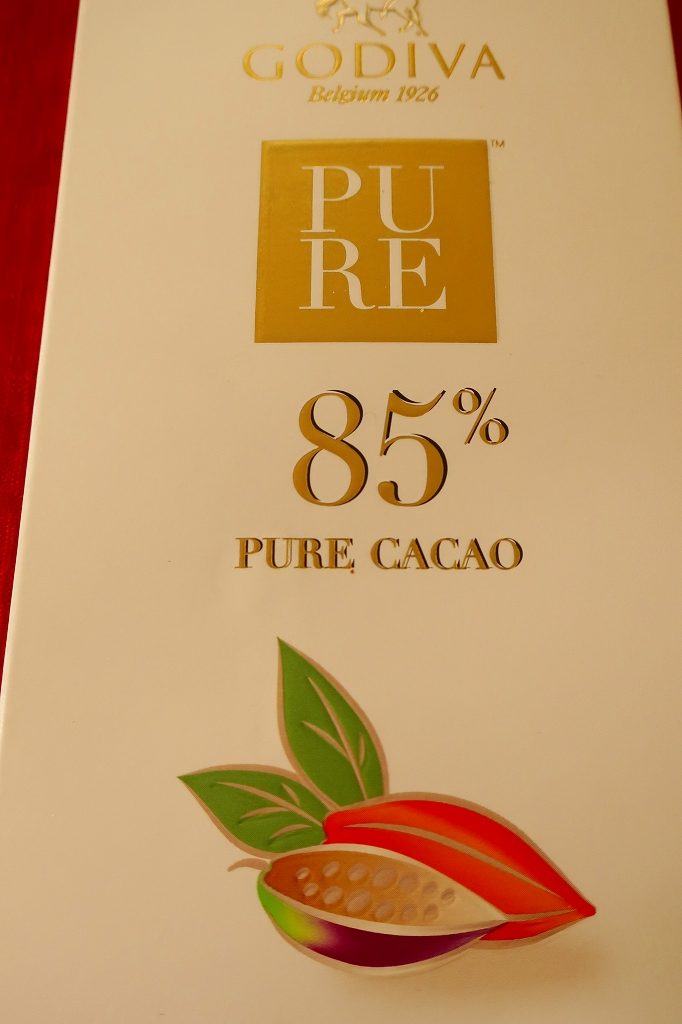 GODIVA
Belgium 1926
PU
RE
™
85%
PURE CACAO